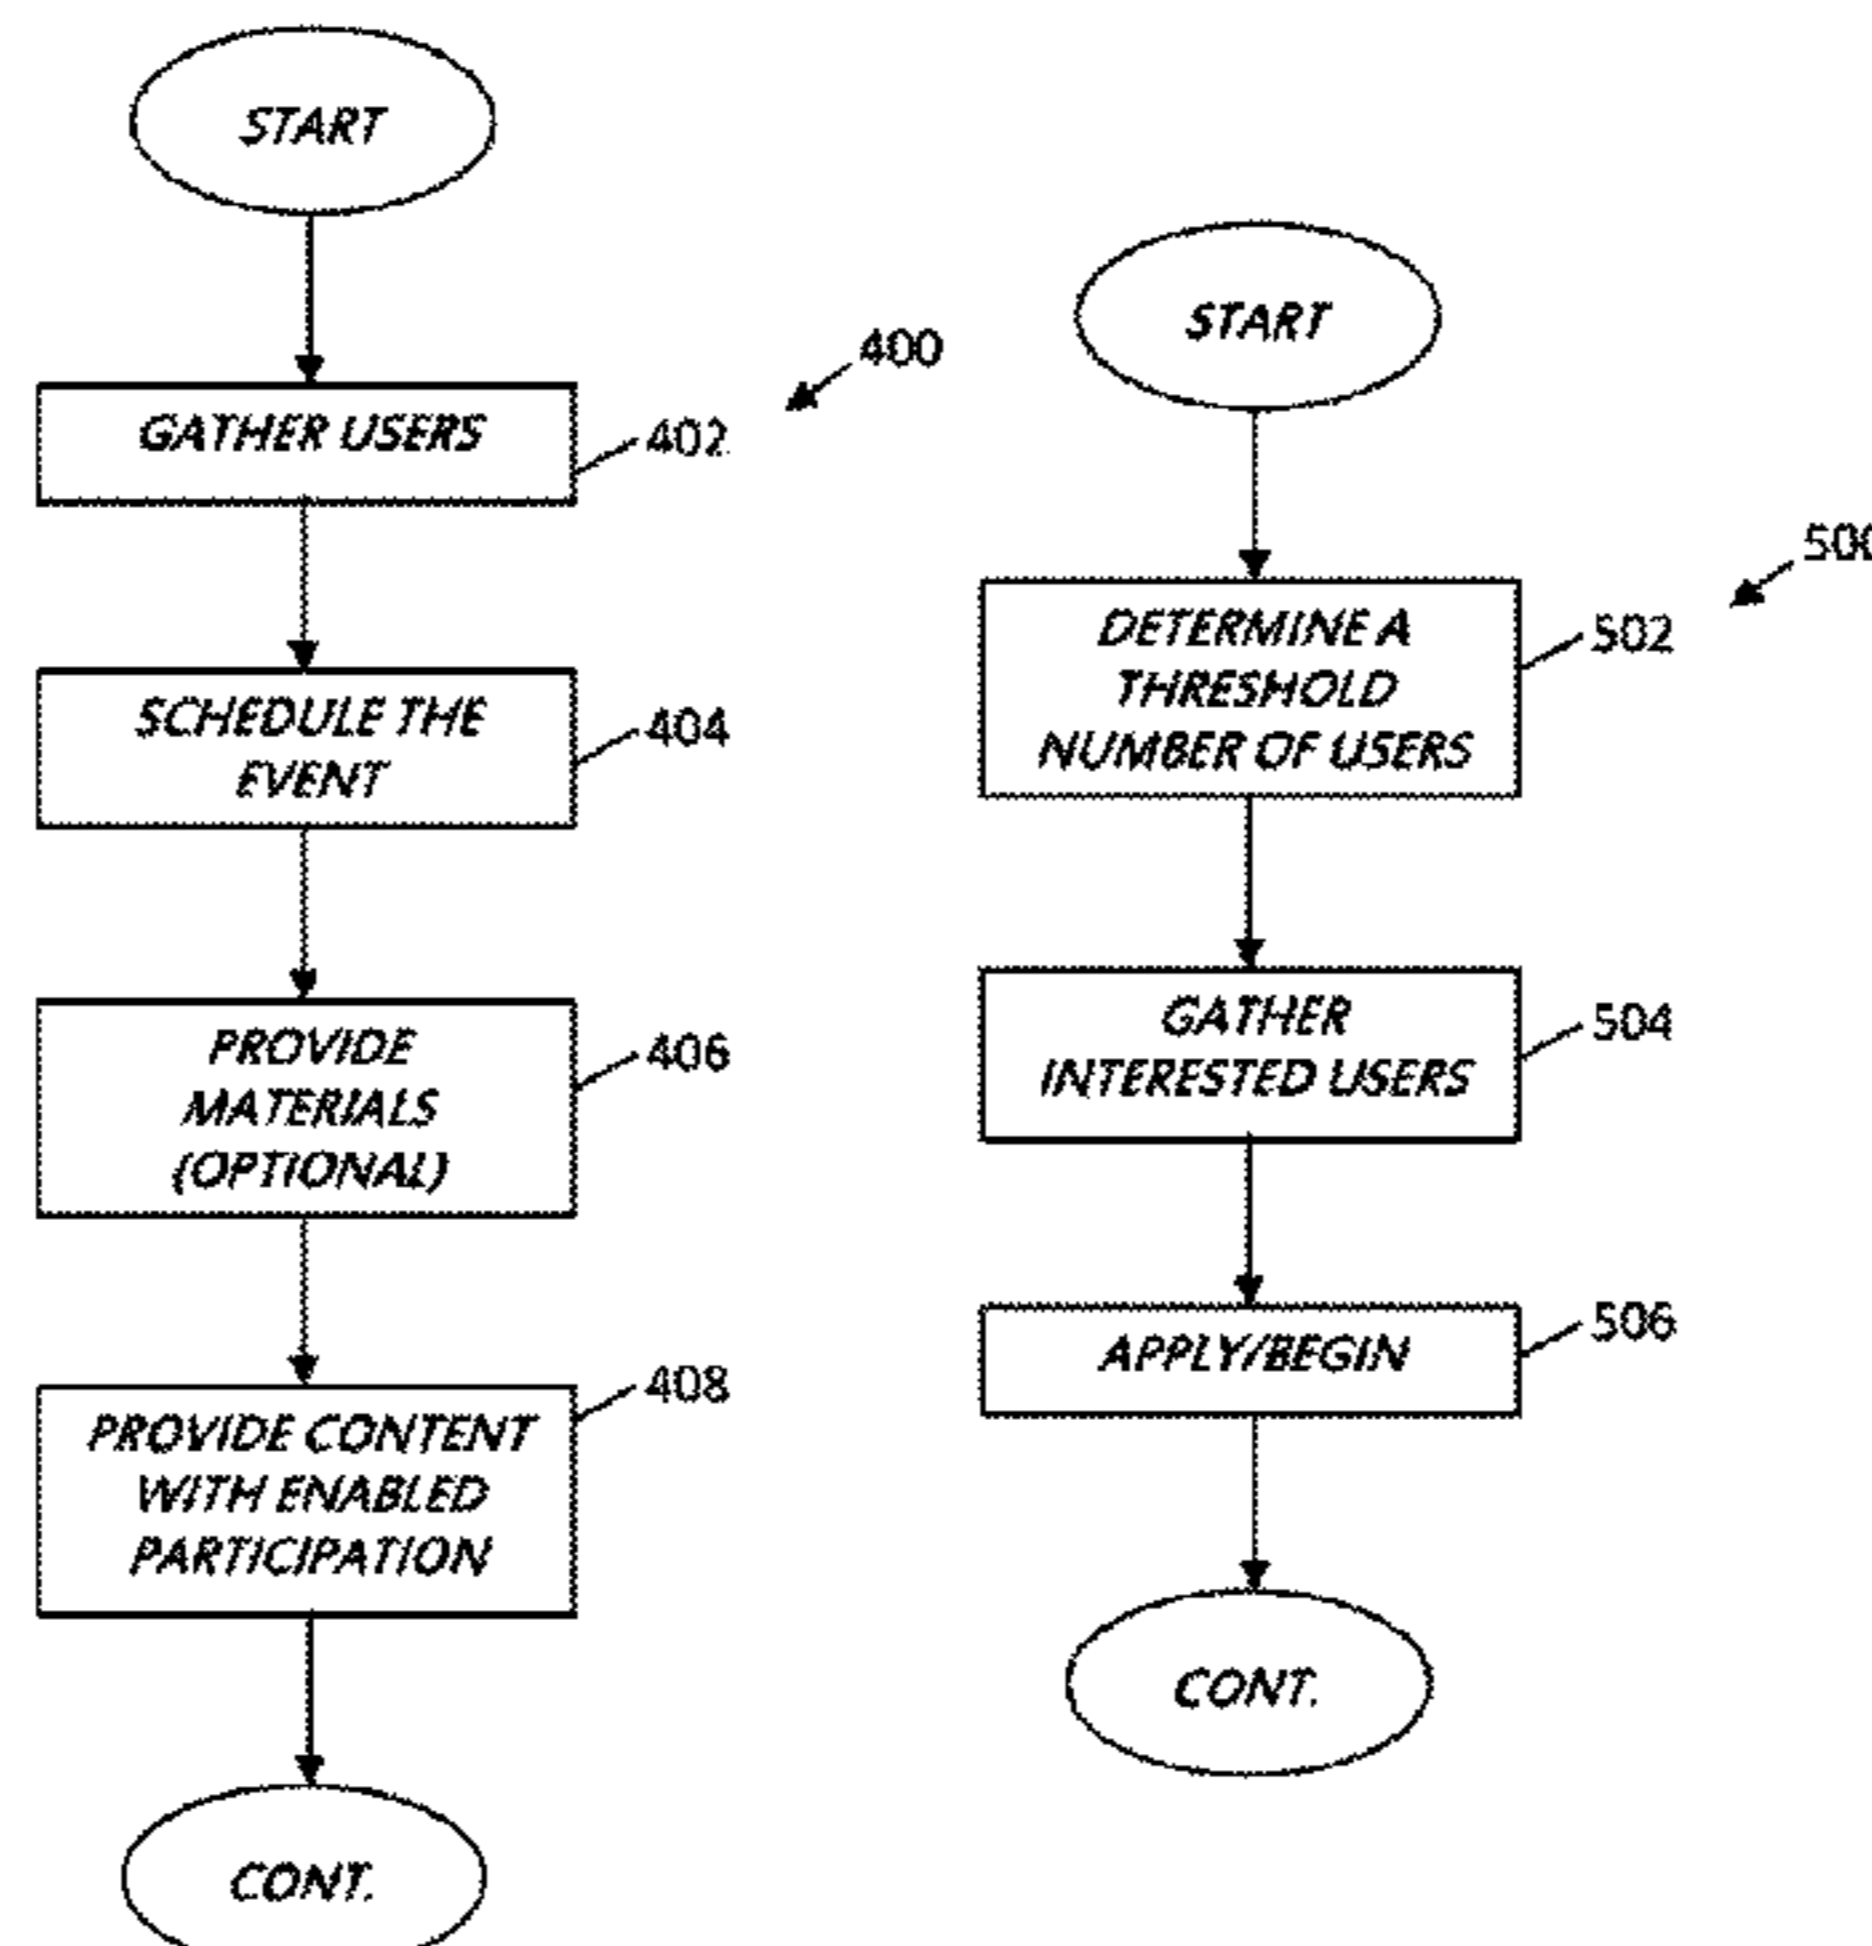 START
GATHER USERS
402
400
SCHEDULE THE
EVENT
404
PROVIDE
MATERIALS
(OPTIONAL)
406
PROVIDE CONTENT
WITH ENABLED
PARTICIPATION
408
CONT.
START
500
DETERMINE A
THRESHOLD
NUMBER OF USERS
502
GATHER
INTERESTED USERS
504
APPLY/BEGIN
506
CONT.